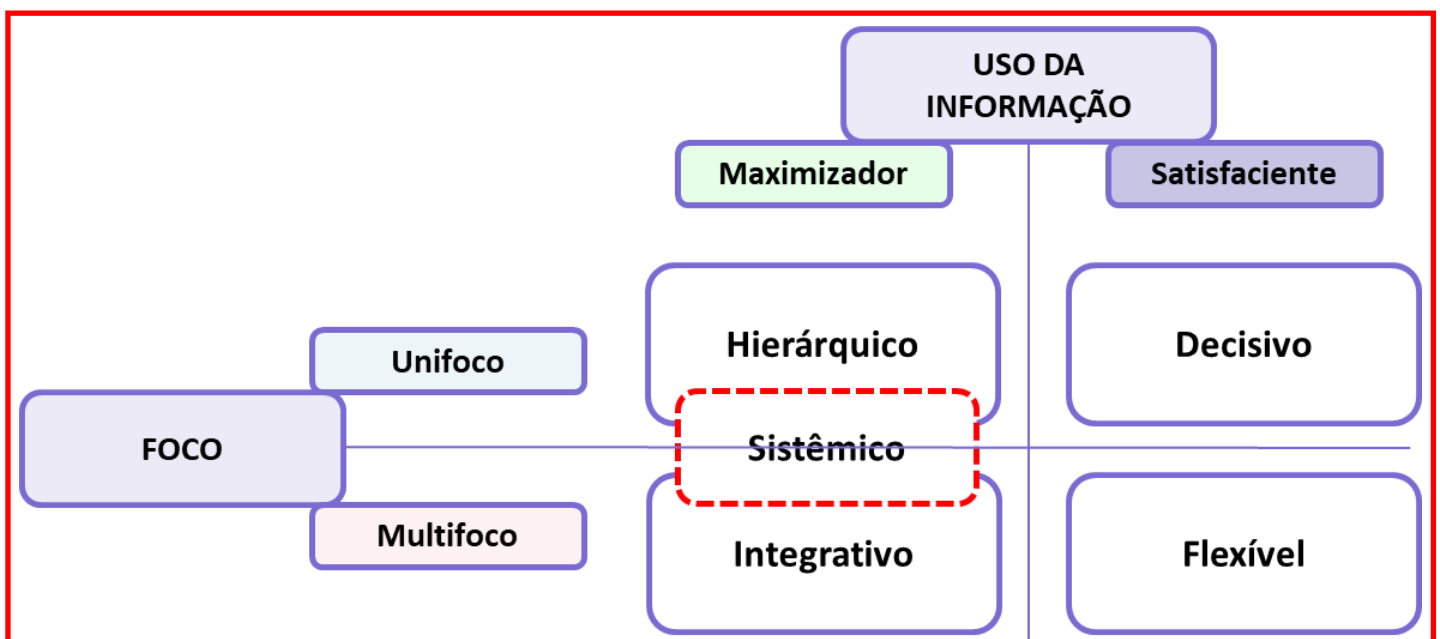 USO DA
INFORMAÇÃO
Maximizador
Satisfaciente
Hierárquico
Decisivo
Unifoco
FOCO
Sistêmico
Multifoco
Integrativo
Flexível